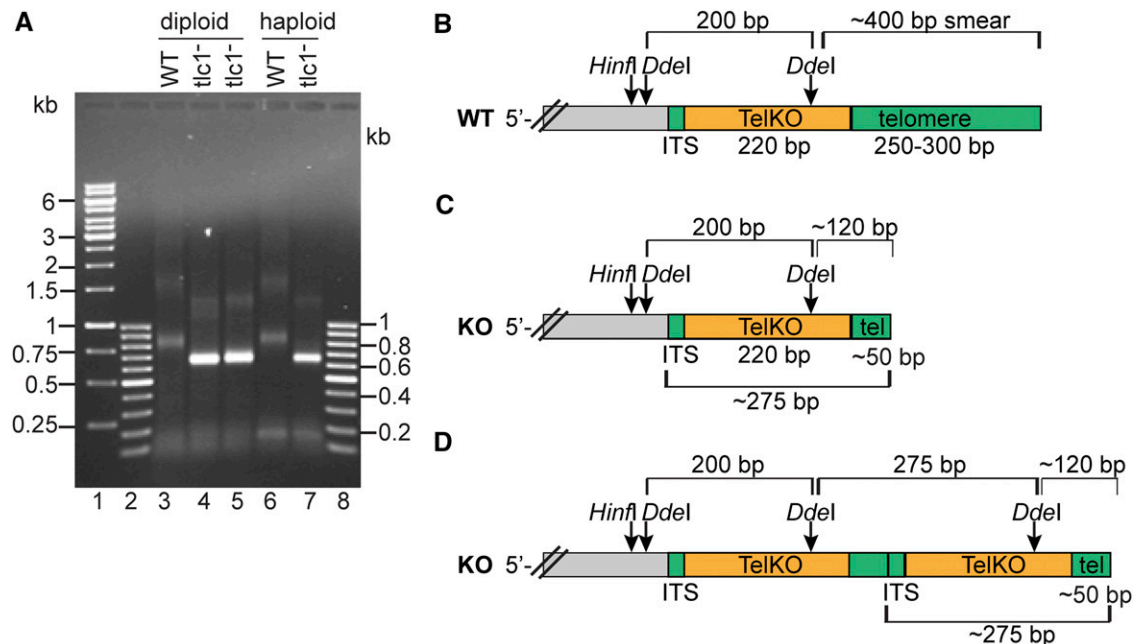 A
diploid haploid
WT tlc1- tlc1- WT tlc1-
kb
6
3
2
1.5
1
0.75
0.5
0.25
kb
1
0.8
0.6
0.4
0.2
1 2 3 4 5 6 7 8
B
200 bp ~400 bp smear
HinfI DdeI DdeI
WT 5'- TelKO telomere
ITS 220 bp 250-300 bp
C
200 bp ~120 bp
HinfI DdeI DdeI
KO 5'- TelKO tel
ITS 220 bp ~50 bp
~275 bp
D
200 bp 275 bp ~120 bp
HinfI DdeI DdeI DdeI
KO 5'- TelKO TelKO tel
ITS ITS ~50 bp
~275 bp